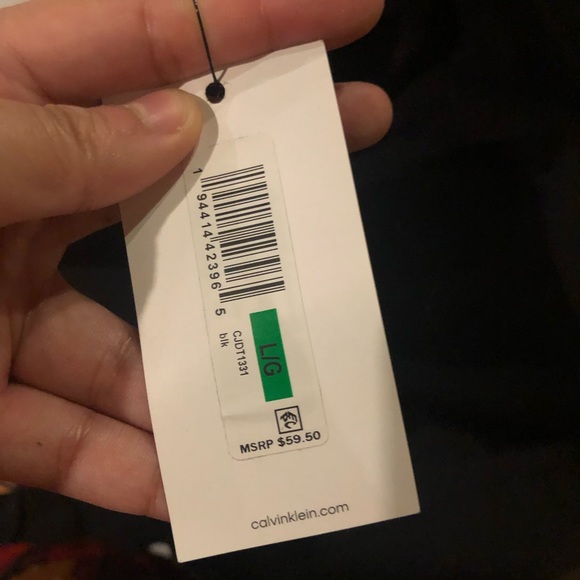 1 94414 42396 5
L/G
CJDT1331
blk
MSRP $59.50
calvinklein.com